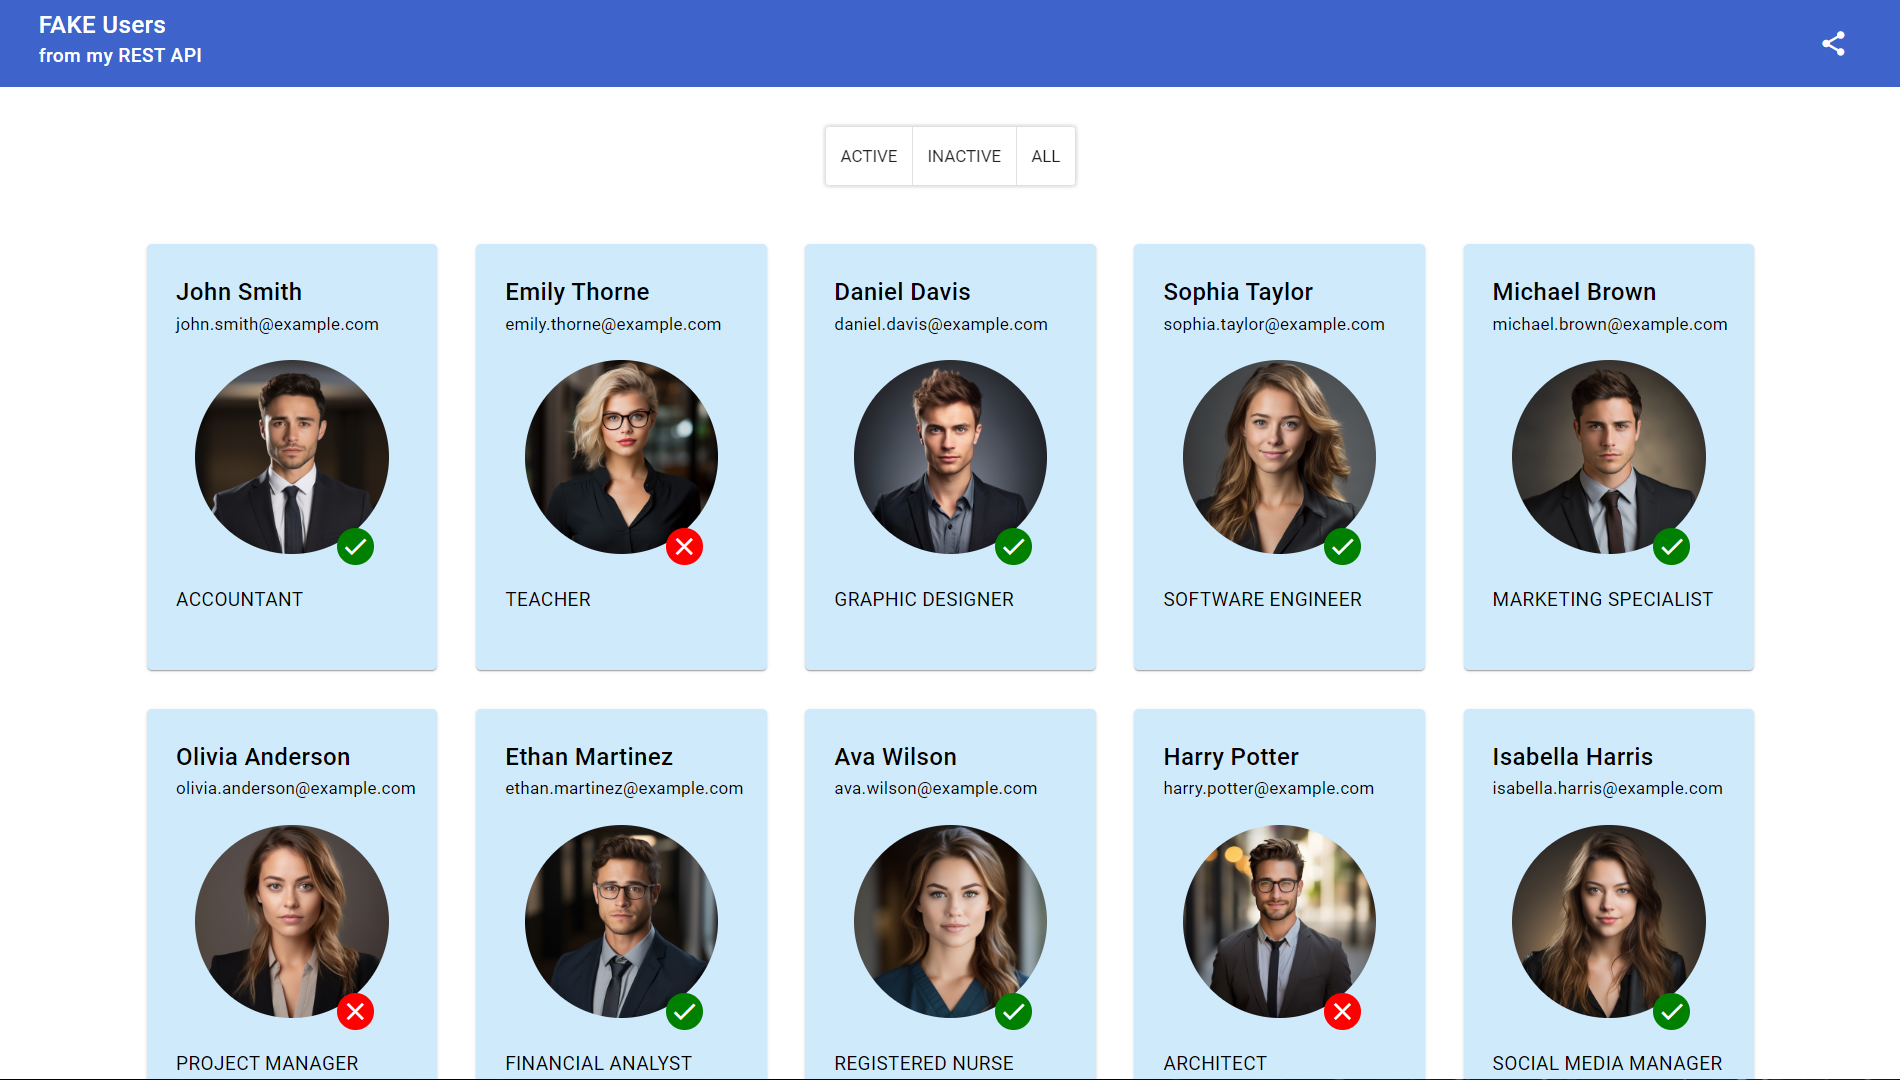 FAKE Users
from my REST API
ACTIVE INACTIVE ALL
John Smith
john.smith@example.com
ACCOUNTANT
Emily Thorne
emily.thorne@example.com
TEACHER
Daniel Davis
daniel.davis@example.com
GRAPHIC DESIGNER
Sophia Taylor
sophia.taylor@example.com
SOFTWARE ENGINEER
Michael Brown
michael.brown@example.com
MARKETING SPECIALIST
Olivia Anderson
olivia.anderson@example.com
PROJECT MANAGER
Ethan Martinez
ethan.martinez@example.com
FINANCIAL ANALYST
Ava Wilson
ava.wilson@example.com
REGISTERED NURSE
Harry Potter
harry.potter@example.com
ARCHITECT
Isabella Harris
isabella.harris@example.com
SOCIAL MEDIA MANAGER